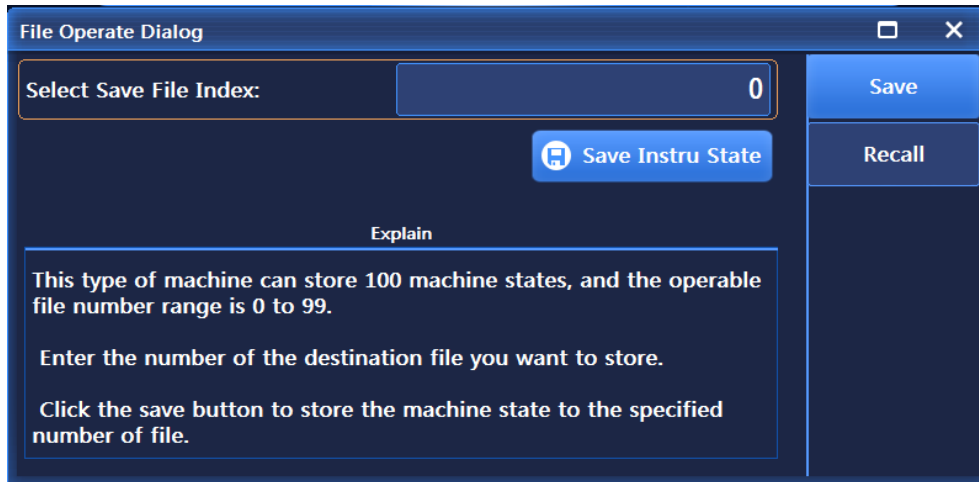 File Operate Dialog
Select Save File Index:
0
Save
Save Instru State
Recall
Explain
This type of machine can store 100 machine states, and the operable
file number range is 0 to 99.
Enter the number of the destination file you want to store.
Click the save button to store the machine state to the specified
number of file.